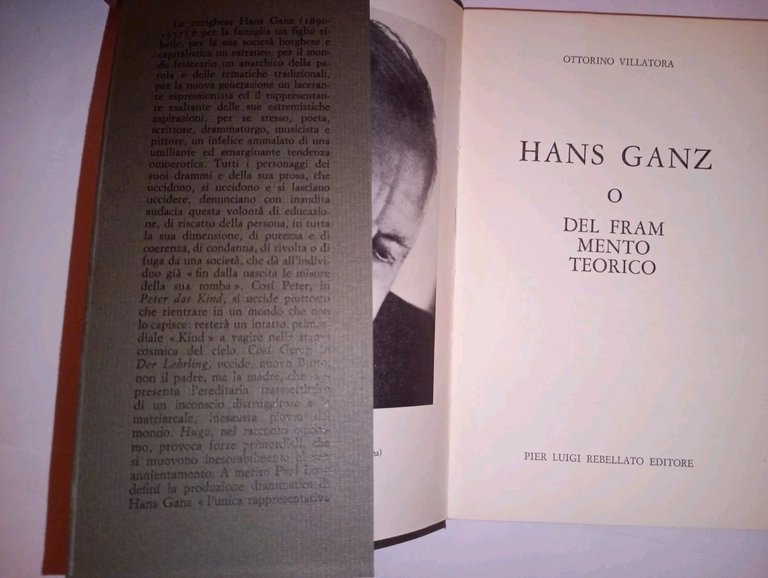 Lo zurighese Hans Ganz (1890-
1957) è per la famiglia un figlio ri-
belle, per la sua società borghese e
capitalistica un estraneo, per il mon-
do letterario un anarchico della pa-
rola e delle tematiche tradizionali,
per la nuova generazione un lacerante
espressionista ed il rappresentan-
te esaltante delle sue estremistiche
aspirazioni, per se stesso, poeta,
scrittore, drammaturgo, musicista e
pittore, un infelice ammalato di una
umiliante ed emarginante tendenza
omoerotica. Tutti i personaggi dei
suoi drammi e della sua prosa, che
uccidono, si uccidono e si lasciano
uccidere, denunciano con inaudita
audacia questa volontà di educazio-
ne, di riscatto della persona, in tutta
la sua dimensione, di purezza e di
coerenza, di condanna, di rivolta o di
fuga da una società, che dà all'indivi-
duo già « fin dalla nascita le misure
della sua tomba ». Cosí Peter, in
Peter das Kind, si uccide piuttosto
che rientrare in un mondo che non
lo capisce: resterà un intatto, primor-
diale « Kind » a vagire nella
cosmica del cielo. Cosí Georg in
Der Lehrling, uccide, nuovo
non il padre, ma la madre, che
presenta l'ereditaria
di un inconscio distruggitore e
matriarcale, inesausta prova del
mondo. Hugo, nel racconto omoni-
mo, provoca forze primordiali, che
si muovono inesorabilmente
annientamento. A merito Paul
definí la produzione drammatica di
Hans Ganz « l'unica rappresentativa
OTTORINO VILLATORA
HANS GANZ
O
DEL FRAM
MENTO
TEORICO
PIER LUIGI REBELLATO EDITORE